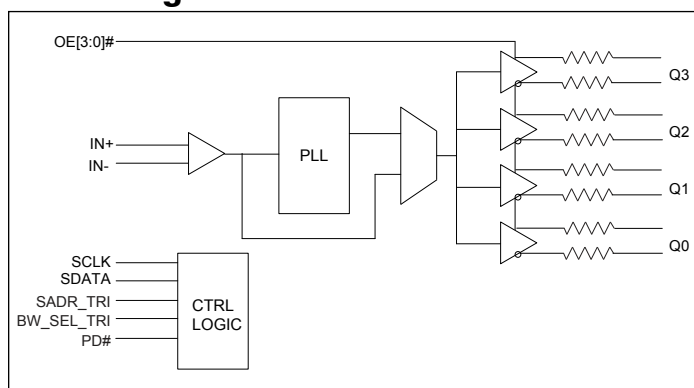 OE[3:0]#
Q3
Q2
IN+
IN-
PLL
Q1
Q0
SCLK
SDATA
SADR_TRI
BW_SEL_TRI
PD#
CTRL
LOGIC